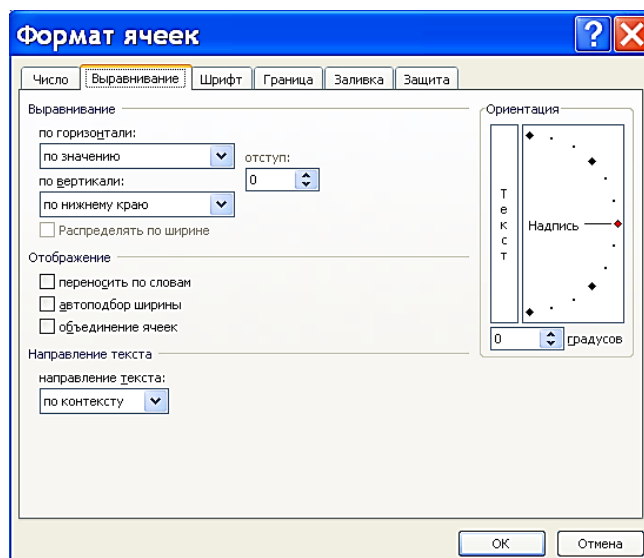 Формат ячеек
Число Выравнивание Шрифт Граница Заливка Защита
Выравнивание
по горизонтали:
по значению
отступ:
0
по вертикали:
по нижнему краю
Распределять по ширине
Отображение
переносить по словам
автоподбор ширины
объединение ячеек
Направление текста
направление текста:
по контексту
Ориентация
Текст
Надпись
0 градусов
ОК Отмена